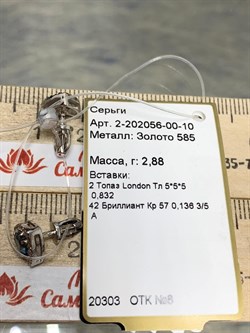 Серьги
Арт. 2-202056-00-10
Металл: Золото 585
Масса, г: 2,88
Вставки:
2 Топаз London Тл 5*5*5
0,832
42 Бриллиант Кр 57 0,136 3/5
А
20303 ОТК №6